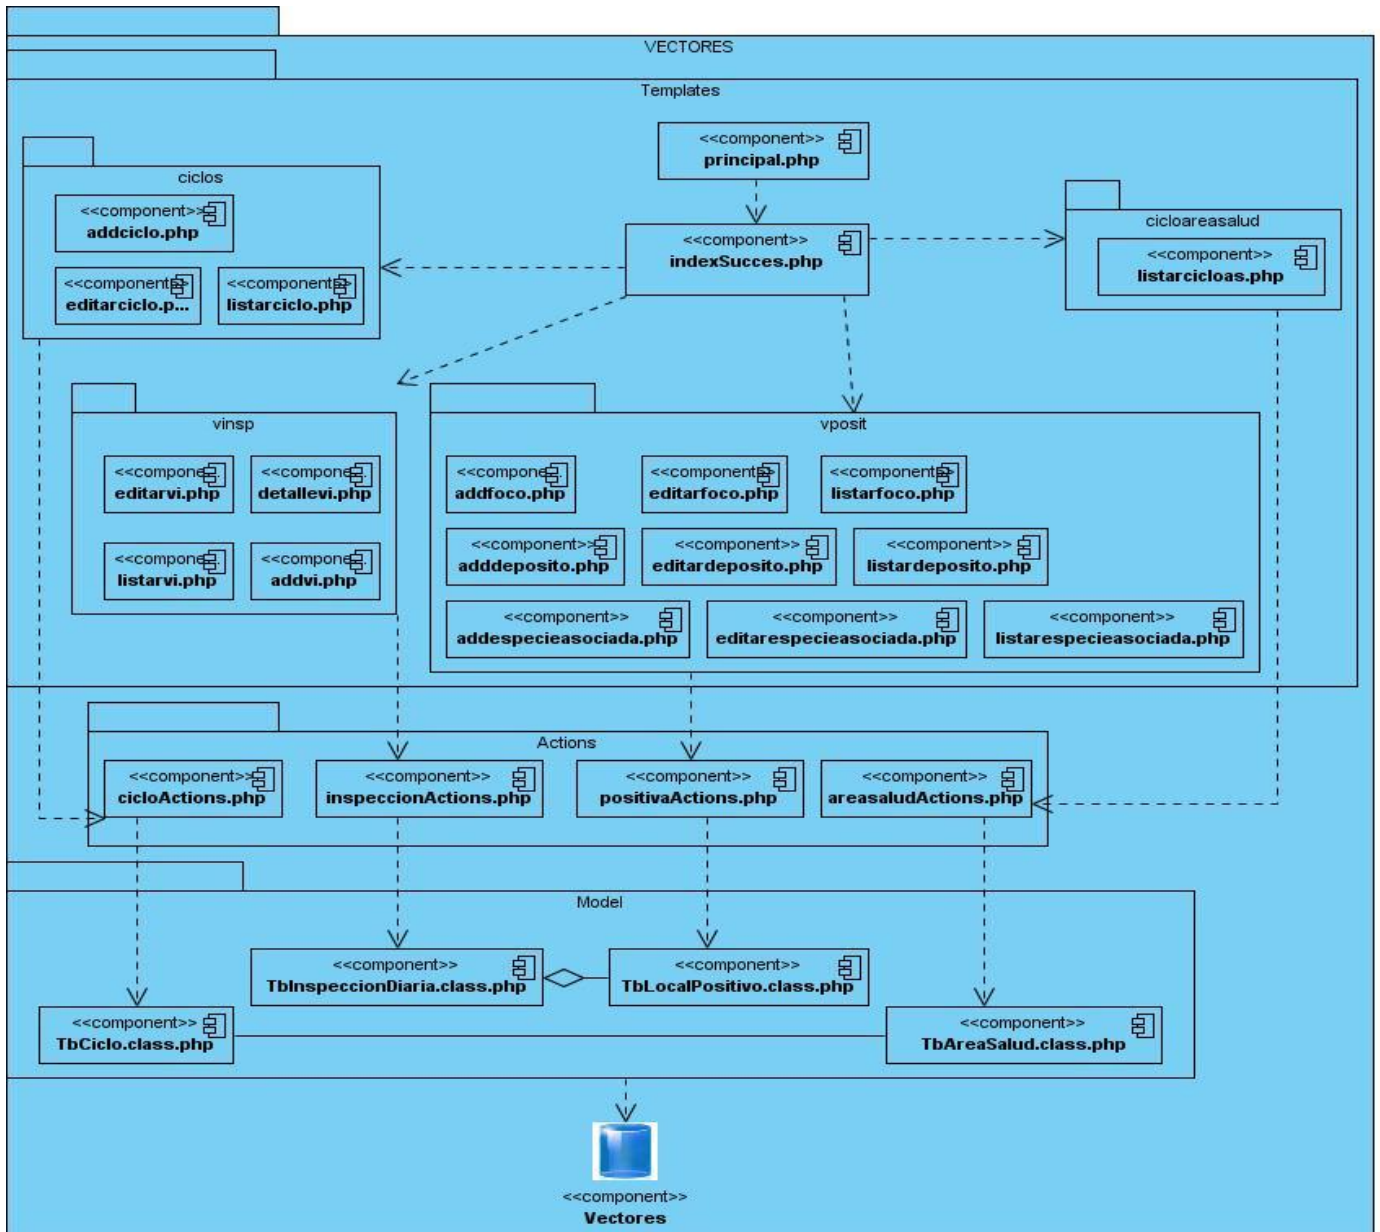 VECTORES
Templates
<<component>>
principal.php
ciclos
<<component>>
addciclo.php
<<component>>
editarciclo.p...
<<component>>
listarciclo.php
<<component>>
indexSucces.php
cicloareasalud
<<component>>
listarcicloas.php
vinsp
<<compone...
editarvi.php
<<compone...
detallevi.php
<<compone...
listarvi.php
<<compone...
addvi.php
vposit
<<compone...
addfoco.php
<<component>>
editarfoco.php
<<component>>
listarfoco.php
<<component>>
adddeposito.php
<<component>>
editardeposito.php
<<component>>
listardeposito.php
<<component>>
addespecieasociada.php
<<component>>
editarespecieasociada.php
<<component>>
listarespecieasociada.php
Actions
<<component>>
cicloActions.php
<<component>>
inspeccionActions.php
<<component>>
positivaActions.php
<<component>>
areasaludActions.php
Model
<<component>>
TbInspeccionDiaria.class.php
<<component>>
TbLocalPositivo.class.php
<<component>>
TbCiclo.class.php
<<component>>
TbAreaSalud.class.php
<<component>>
Vectores